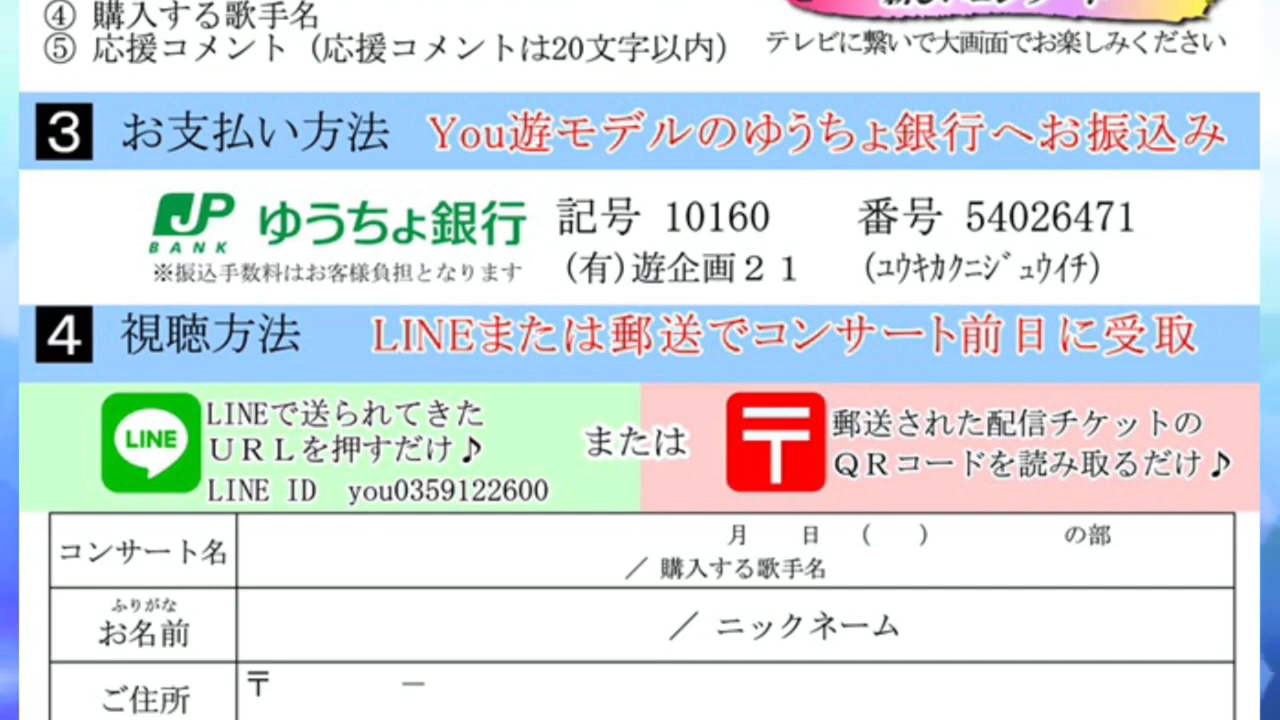 ④ 購入する歌手名
⑤ 応援コメント (応援コメントは20文字以内)
テレビに繋いで大画面でお楽しみください
3 お支払い方法 You遊モデルのゆうちょ銀行へお振込み
JP BANK ゆうちょ銀行 記号 10160 番号 54026471
※振込手数料はお客様負担となります (有)遊企画21 (ユウキカクニジュウイチ)
4 視聴方法 LINEまたは郵送でコンサート前日に受取
LINE
LINEで送られてきた
URLを押すだけ♪
LINE ID you0359122600
または
〒
郵送された配信チケットの
QRコードを読み取るだけ♪
コンサート名 月 日 ( ) の部
/ 購入する歌手名
ふりがな
お名前 / ニックネーム
ご住所 〒 ー